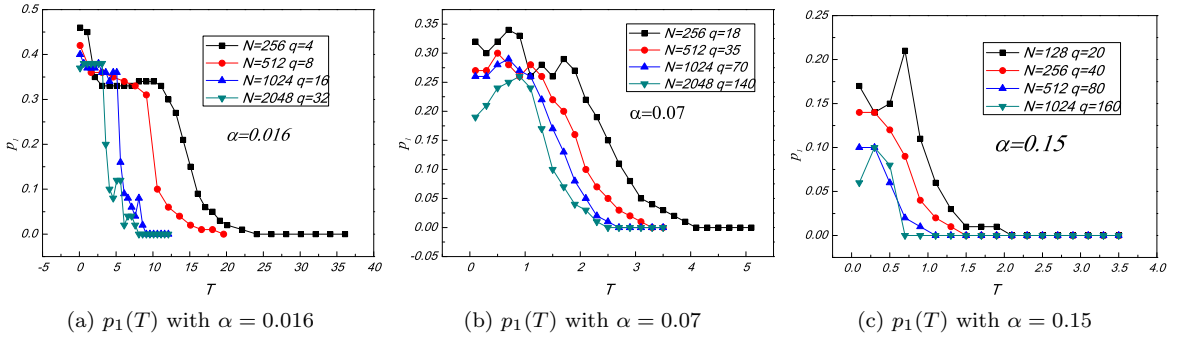 0.5
0.4
0.3
0.2
0.1
0.0
p_l
-5 0 5 10 15 20 25 30 35 40
T
N=256 q=4
N=512 q=8
N=1024 q=16
N=2048 q=32
α=0.016
(a) p₁(T) with α = 0.016
0.35
0.30
0.25
0.20
0.15
0.10
0.05
0.00
-0.05
p_l
0 1 2 3 4 5
T
N=256 q=18
N=512 q=35
N=1024 q=70
N=2048 q=140
α=0.07
(b) p₁(T) with α = 0.07
0.25
0.20
0.15
0.10
0.05
0.00
p_l
0.0 0.5 1.0 1.5 2.0 2.5 3.0 3.5 4.0
T
N=128 q=20
N=256 q=40
N=512 q=80
N=1024 q=160
α=0.15
(c) p₁(T) with α = 0.15